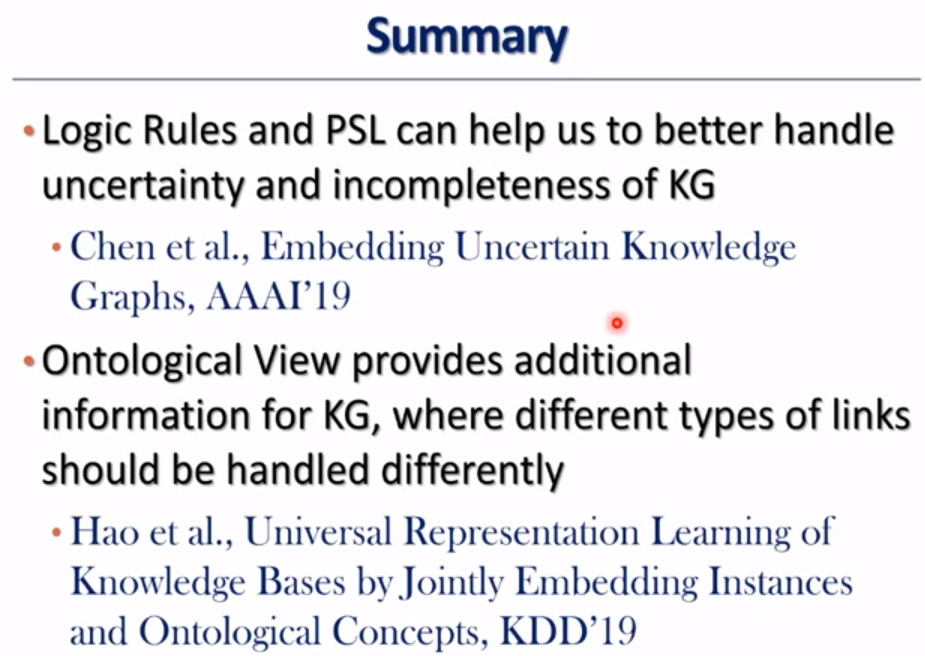 Summary
• Logic Rules and PSL can help us to better handle
uncertainty and incompleteness of KG
• Chen et al., Embedding Uncertain Knowledge
Graphs, AAAI’19
• Ontological View provides additional
information for KG, where different types of links
should be handled differently
• Hao et al., Universal Representation Learning of
Knowledge Bases by Jointly Embedding Instances
and Ontological Concepts, KDD’19